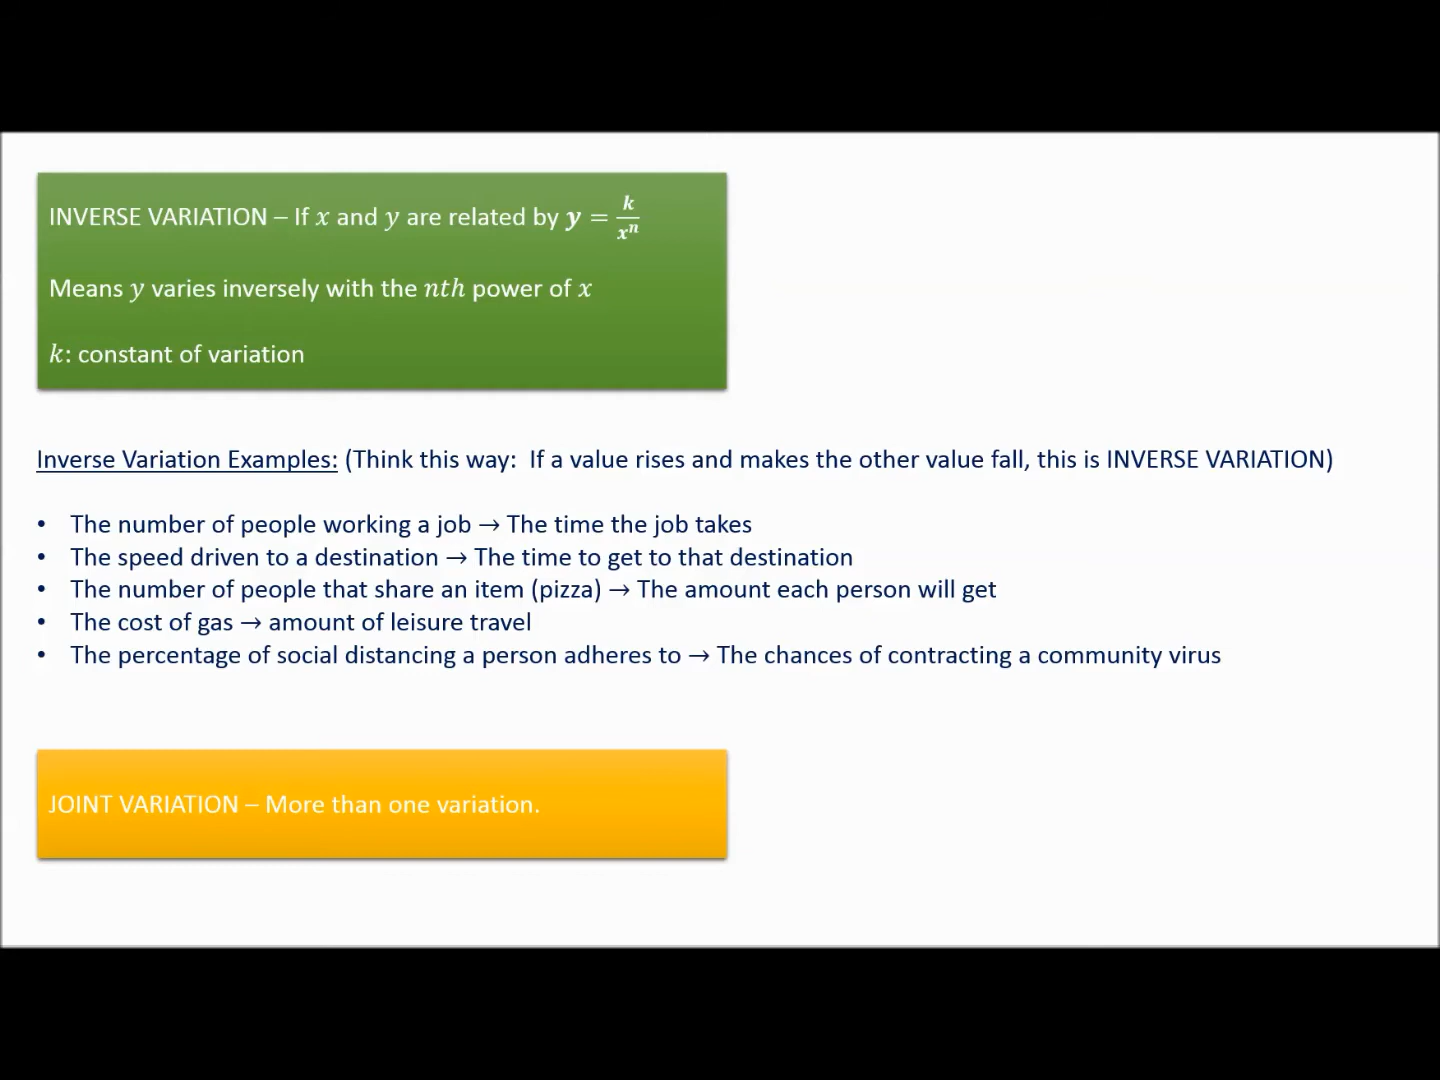 INVERSE VARIATION – If x and y are related by y = k/x^n
Means y varies inversely with the nth power of x
k: constant of variation
Inverse Variation Examples: (Think this way:  If a value rises and makes the other value fall, this is INVERSE VARIATION)
• The number of people working a job → The time the job takes
• The speed driven to a destination → The time to get to that destination
• The number of people that share an item (pizza) → The amount each person will get
• The cost of gas → amount of leisure travel
• The percentage of social distancing a person adheres to → The chances of contracting a community virus
JOINT VARIATION – More than one variation.